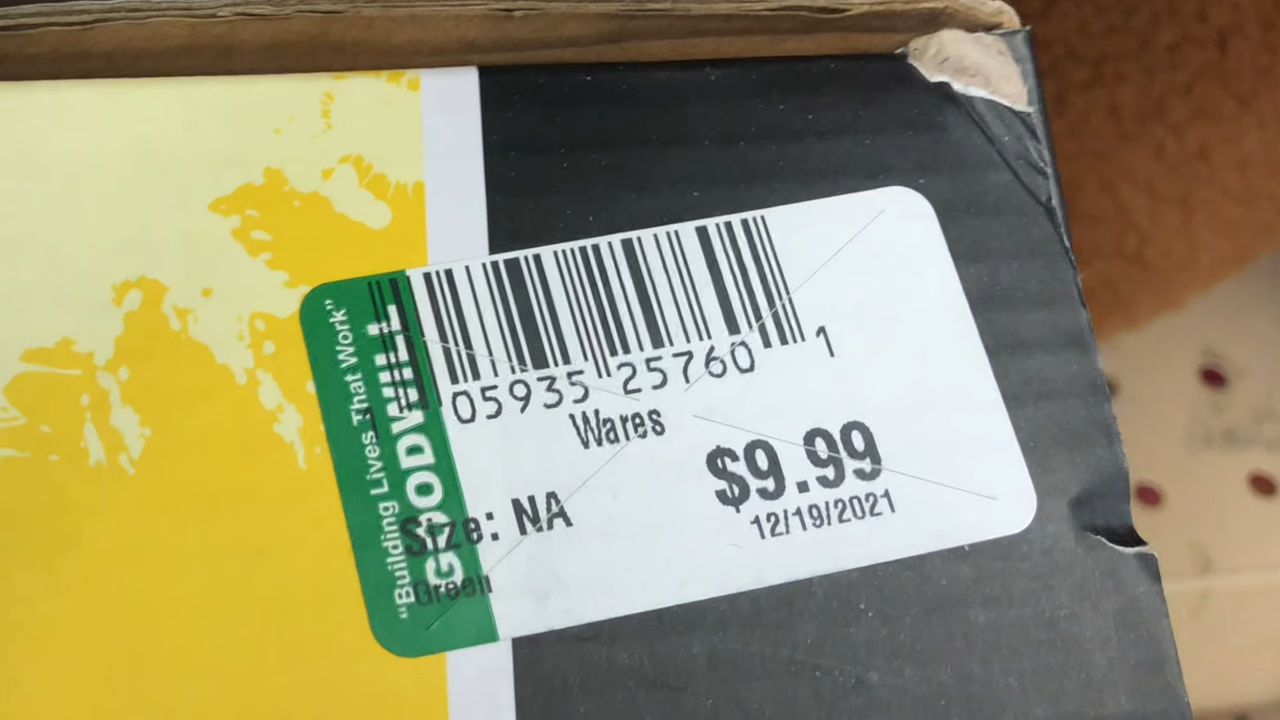 "Building Lives That Work"
GOODWILL
05935 25760 1
Wares
$9.99
12/19/2021
Size: NA
Green